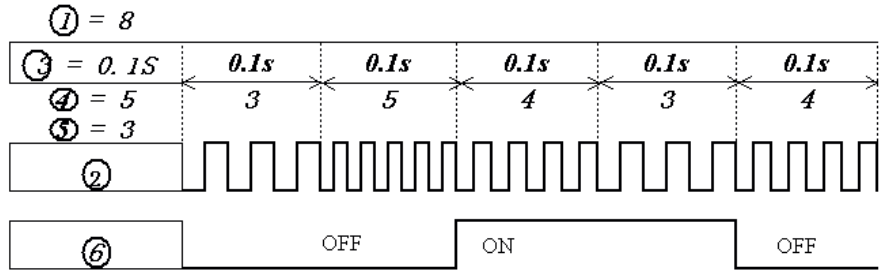 ① = 8
③ = 0.1S 0.1s 0.1s 0.1s 0.1s 0.1s
④ = 5 3 5 4 3 4
⑤ = 3
②
⑥ OFF ON OFF